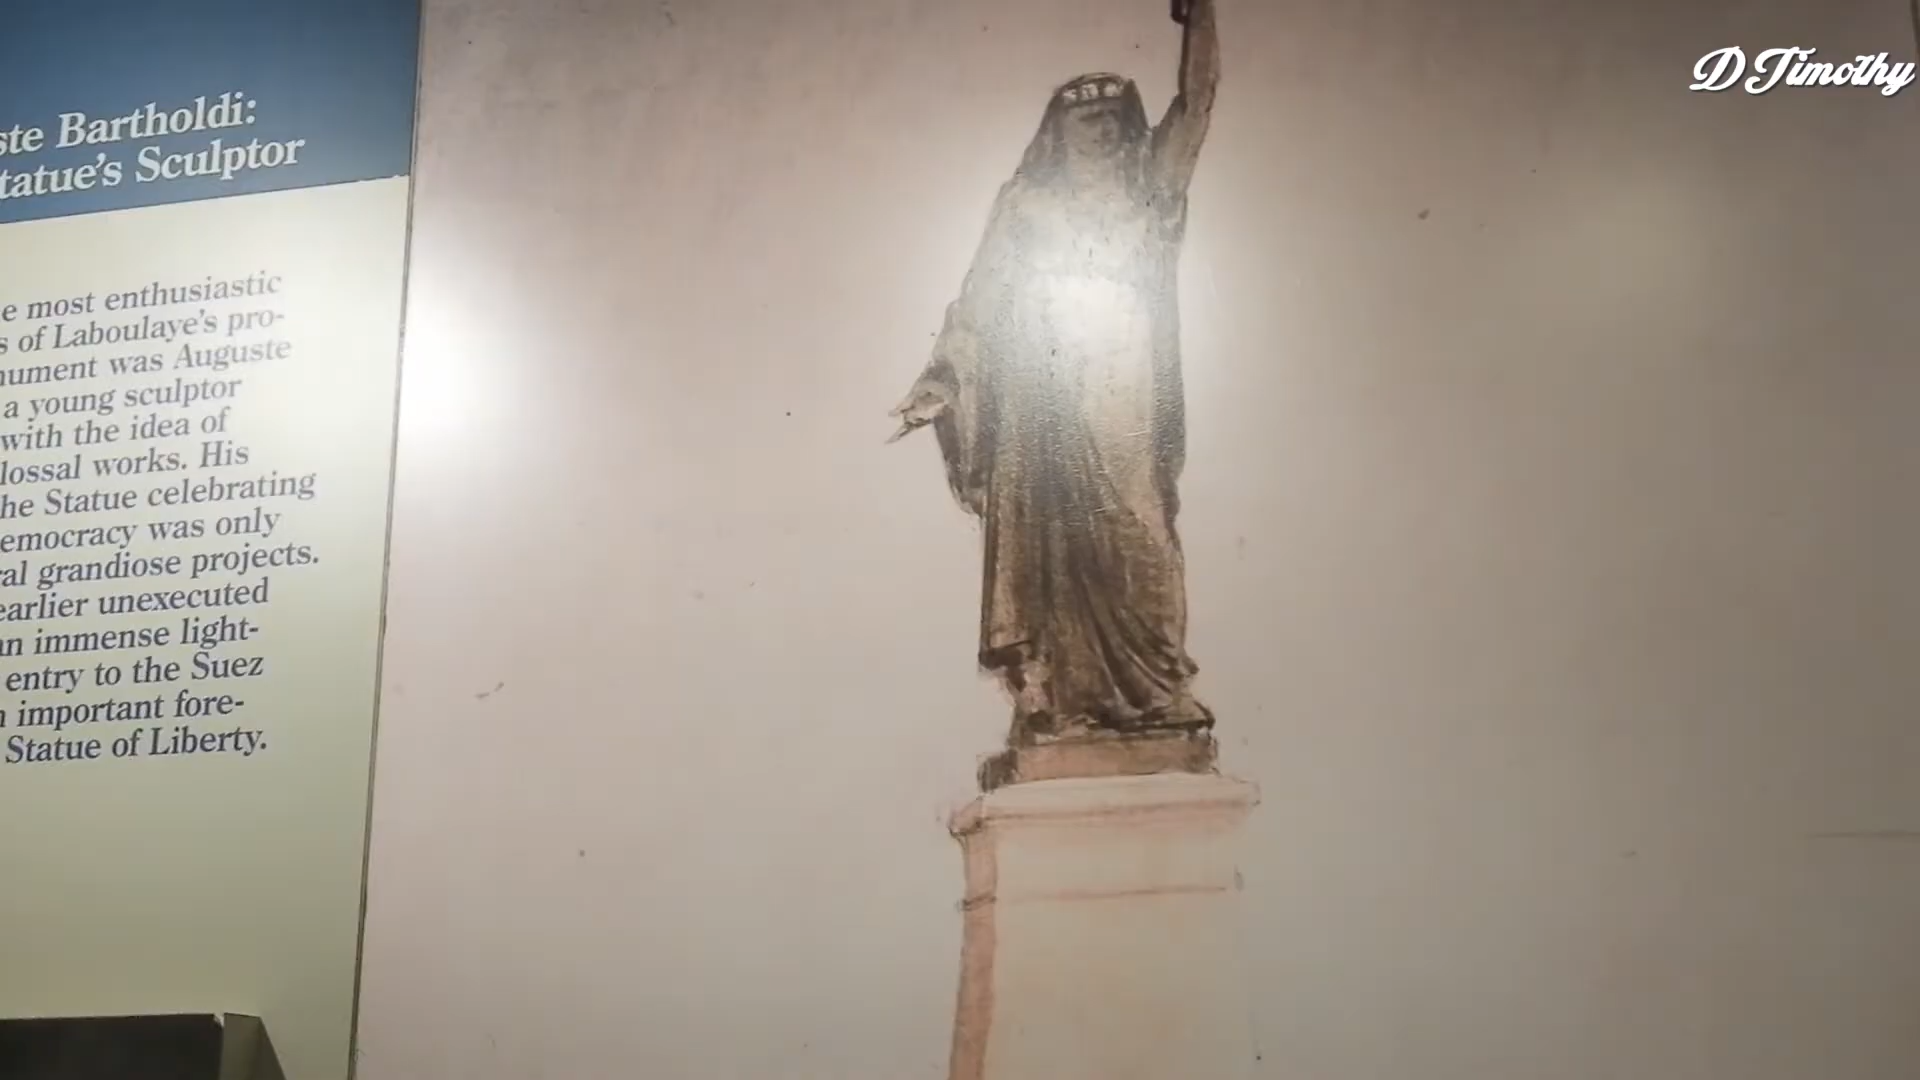 ste Bartholdi:
tatue's Sculptor
e most enthusiastic
s of Laboulaye's pro-
nument was Auguste
a young sculptor
with the idea of
lossal works. His
he Statue celebrating
emocracy was only
ral grandiose projects.
earlier unexecuted
an immense light-
entry to the Suez
n important fore-
Statue of Liberty.
D Timothy